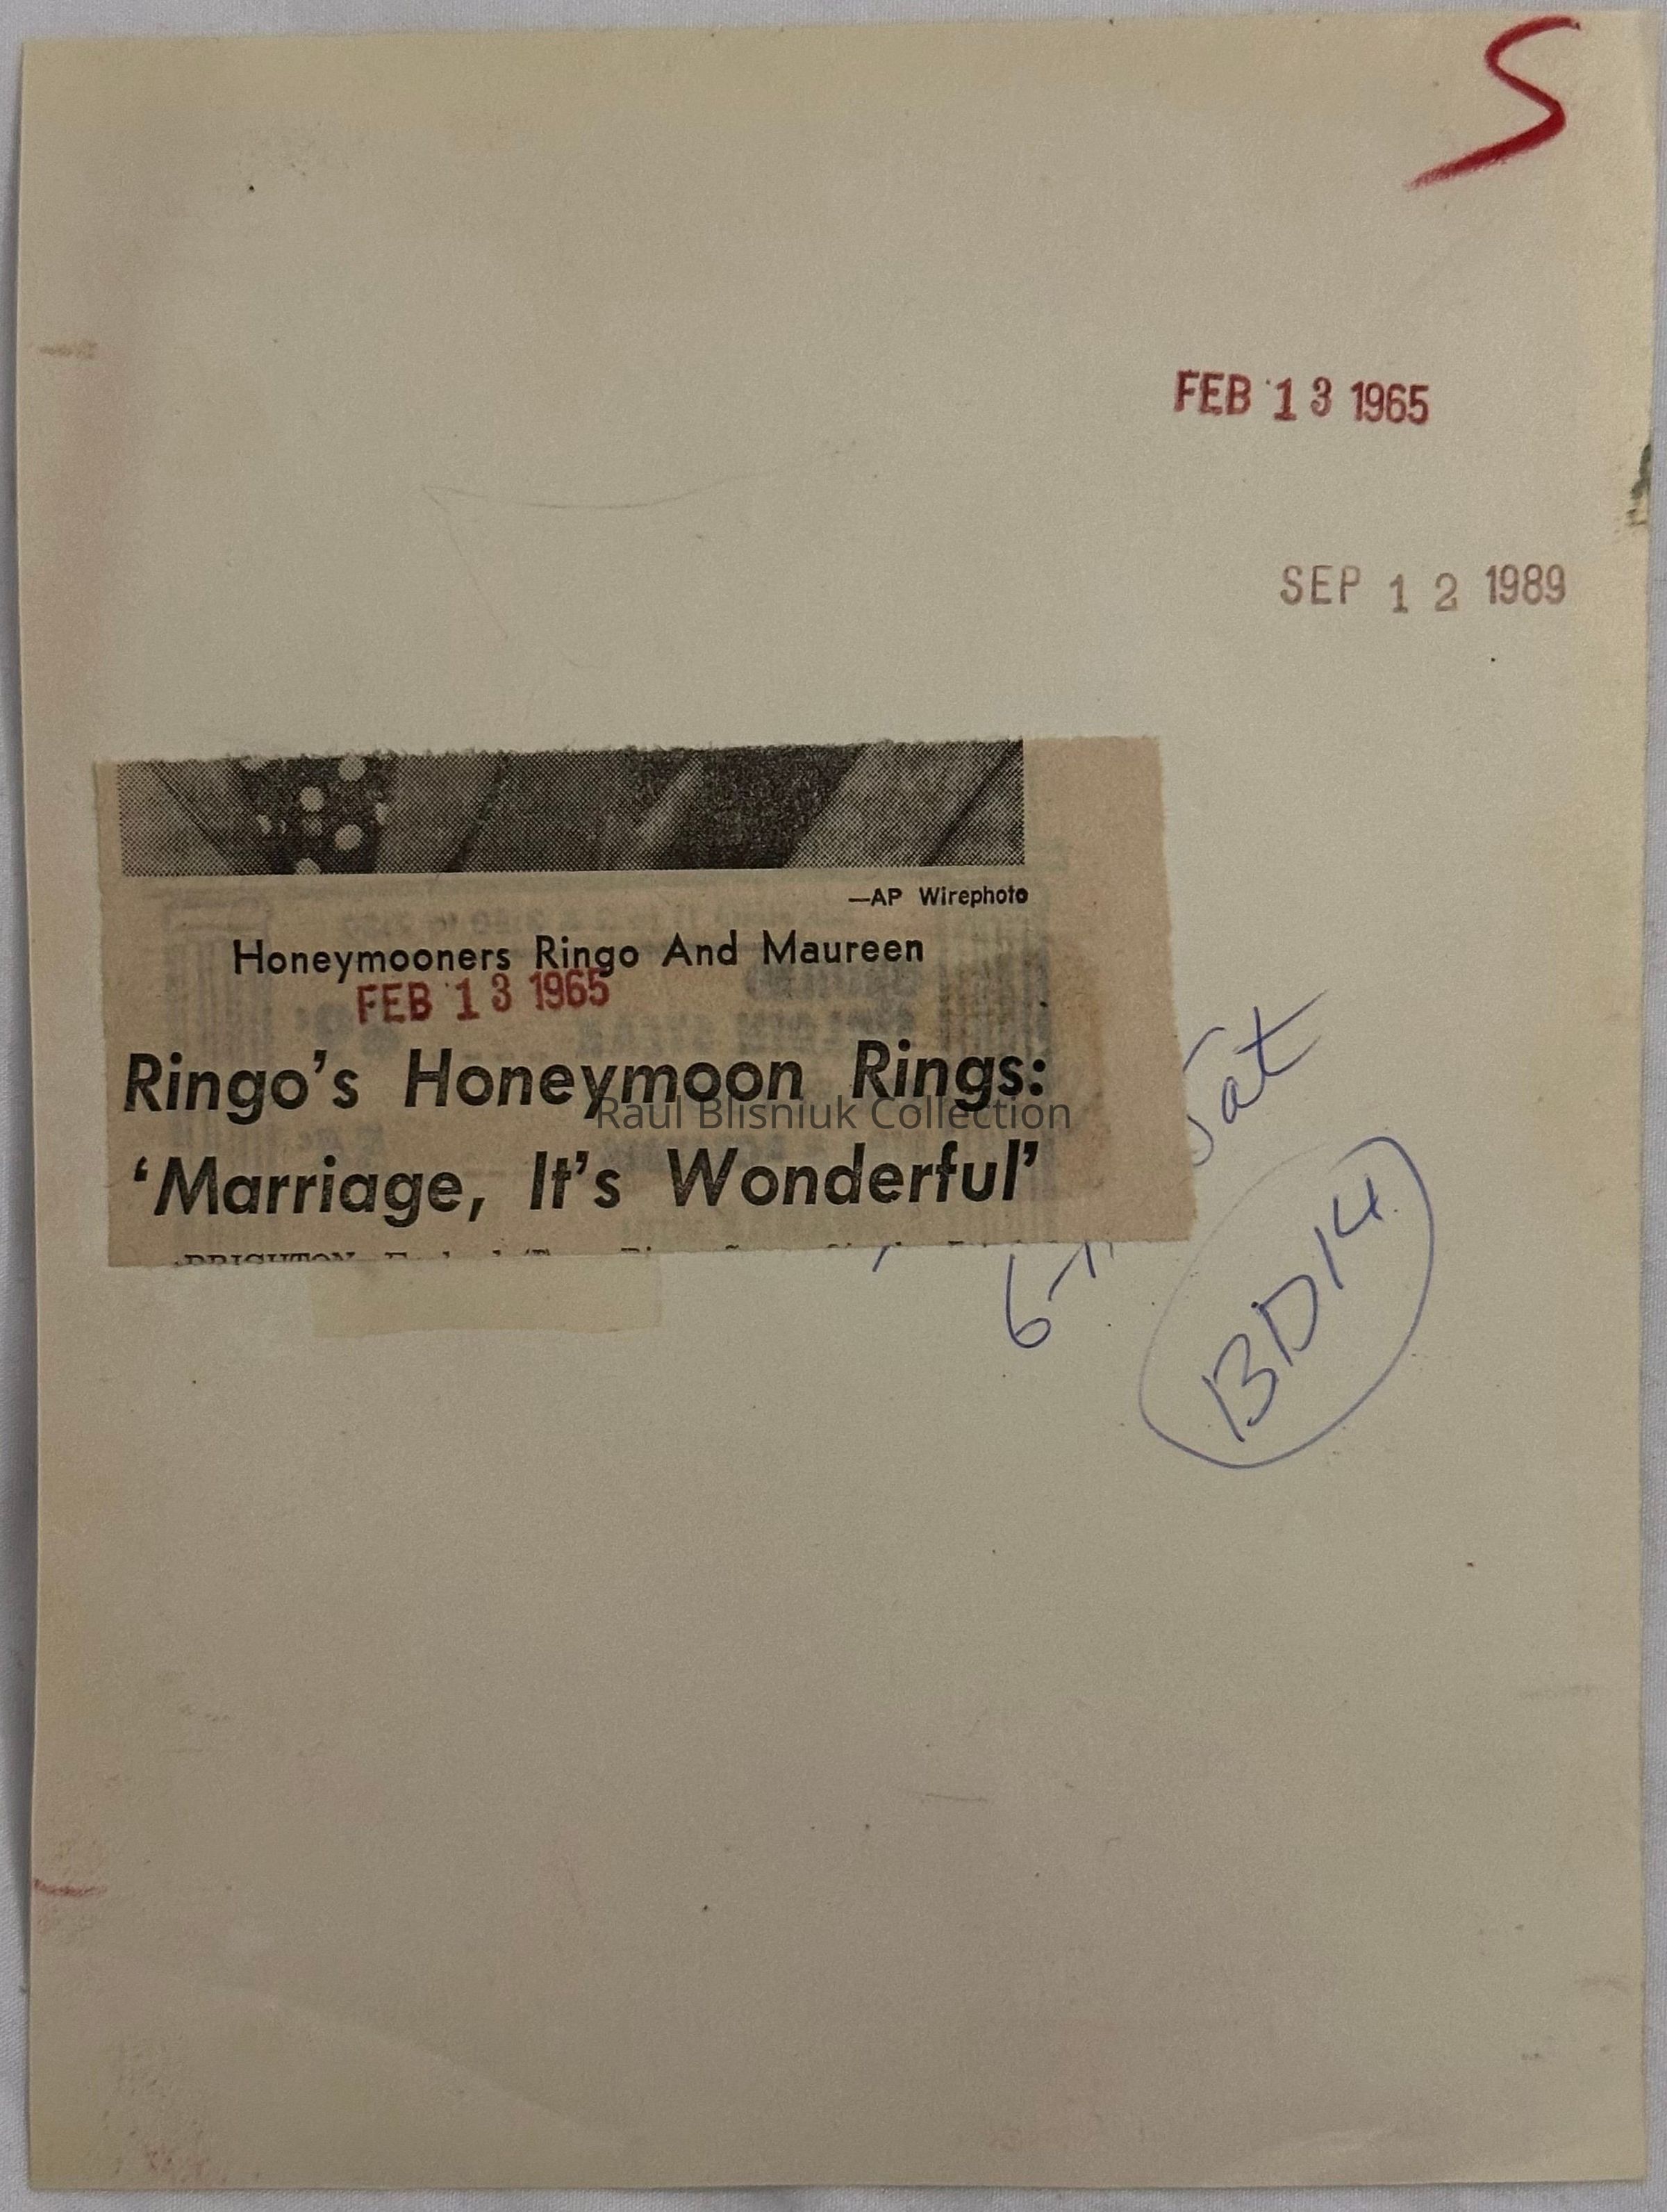 S
FEB 13 1965
SEP 12 1989
—AP Wirephoto
Honeymooners Ringo And Maureen
FEB 13 1965
Ringo's Honeymoon Rings:
Raul Blisniuk Collection
'Marriage, It's Wonderful'
BRIGHTON
Sat
BD14